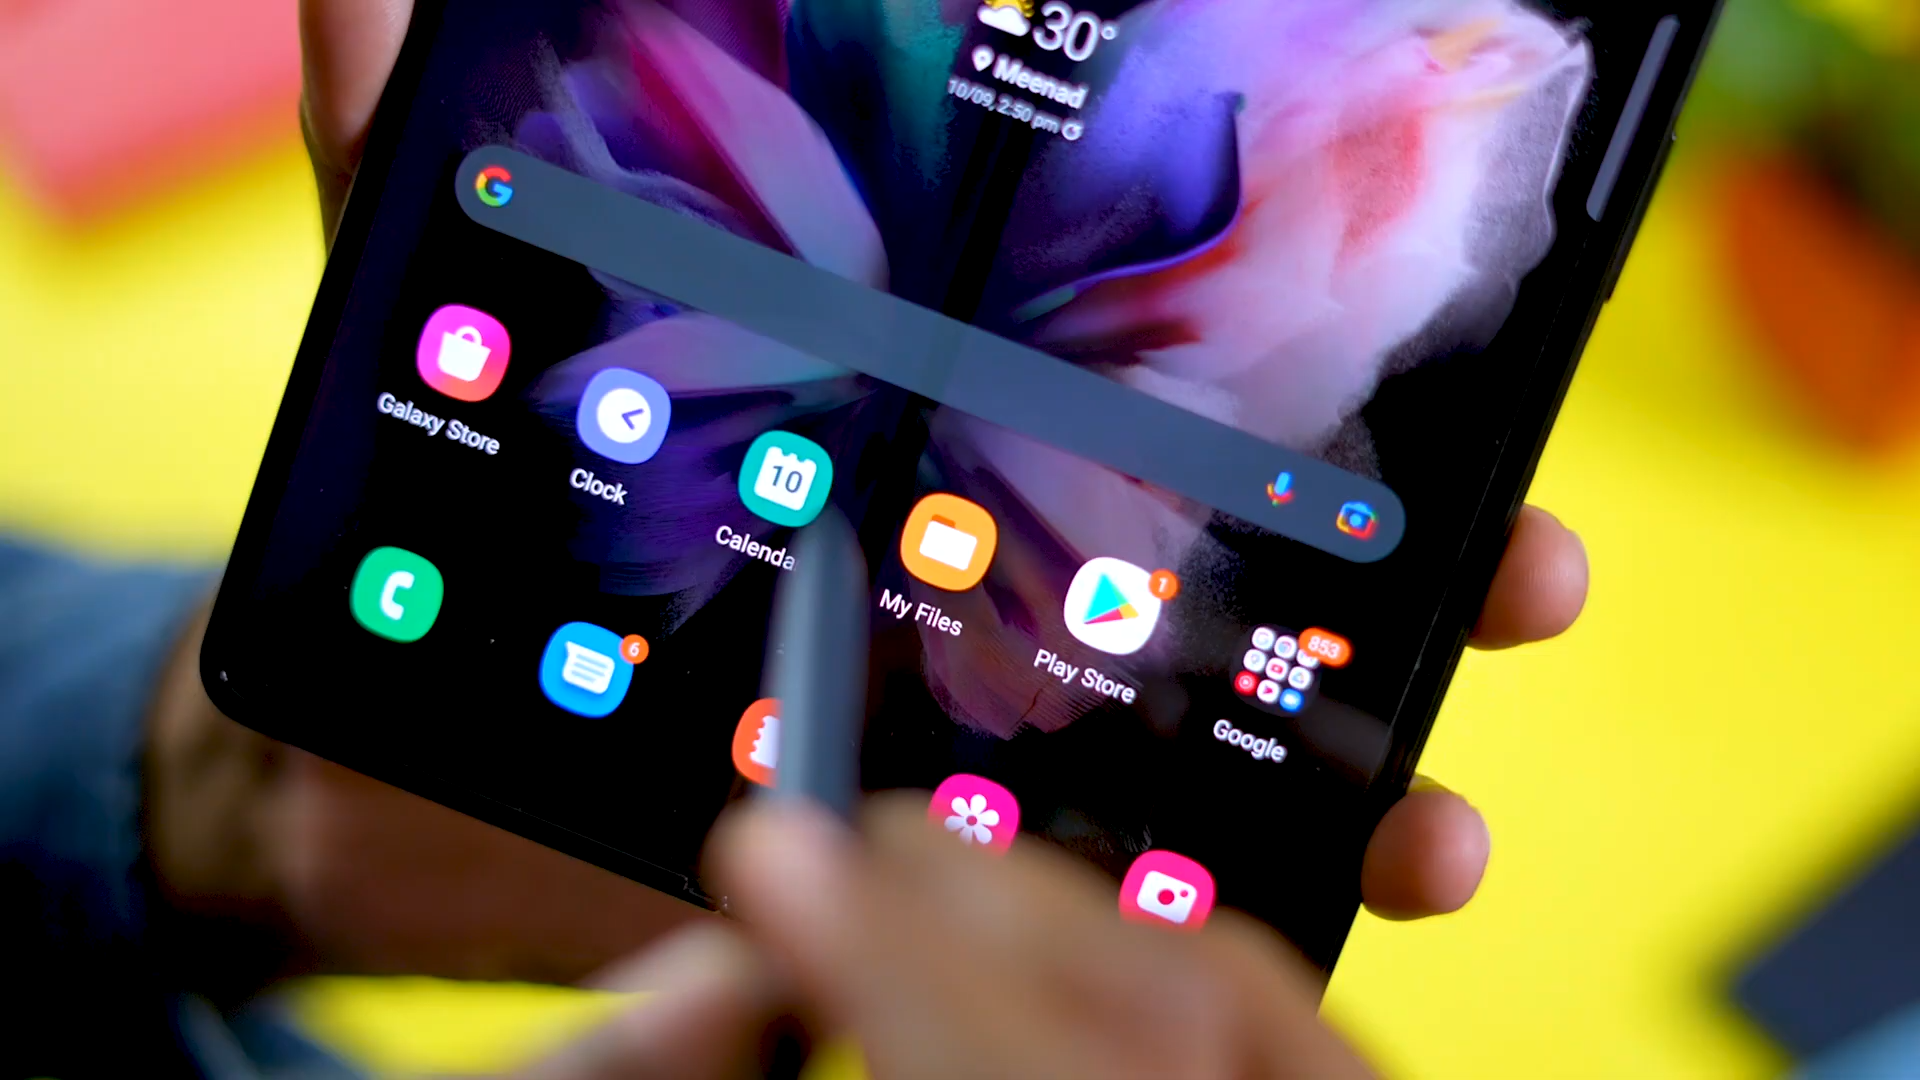 30°
Meenad
10/09, 2:50 pm
G
Galaxy Store
Clock
10
Calenda
My Files
1
Play Store
853
Google
6